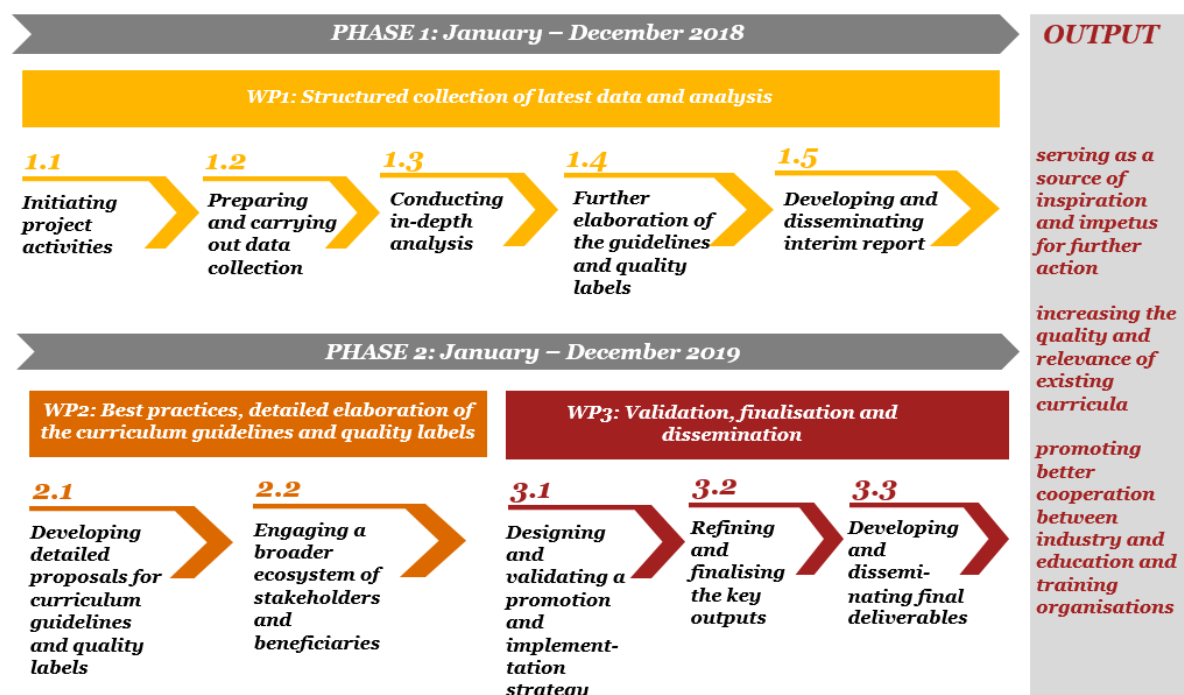 PHASE 1: January – December 2018
WP1: Structured collection of latest data and analysis
1.1
Initiating
project
activities
1.2
Preparing
and carrying
out data
collection
1.3
Conducting
in-depth
analysis
1.4
Further
elaboration of
the guidelines
and quality
labels
1.5
Developing and
disseminating
interim report
PHASE 2: January – December 2019
WP2: Best practices, detailed elaboration of
the curriculum guidelines and quality labels
2.1
Developing
detailed
proposals for
curriculum
guidelines
and quality
labels
2.2
Engaging a
broader
ecosystem of
stakeholders
and
beneficiaries
WP3: Validation, finalisation and
dissemination
3.1
Designing
and
validating a
promotion
and
implement-
tation
strategy
3.2
Refining
and
finalising
the key
outputs
3.3
Developing
and
dissemi-
nating final
deliverables
OUTPUT
serving as a
source of
inspiration
and impetus
for further
action
increasing the
quality and
relevance of
existing
curricula
promoting
better
cooperation
between
industry and
education and
training
organisations